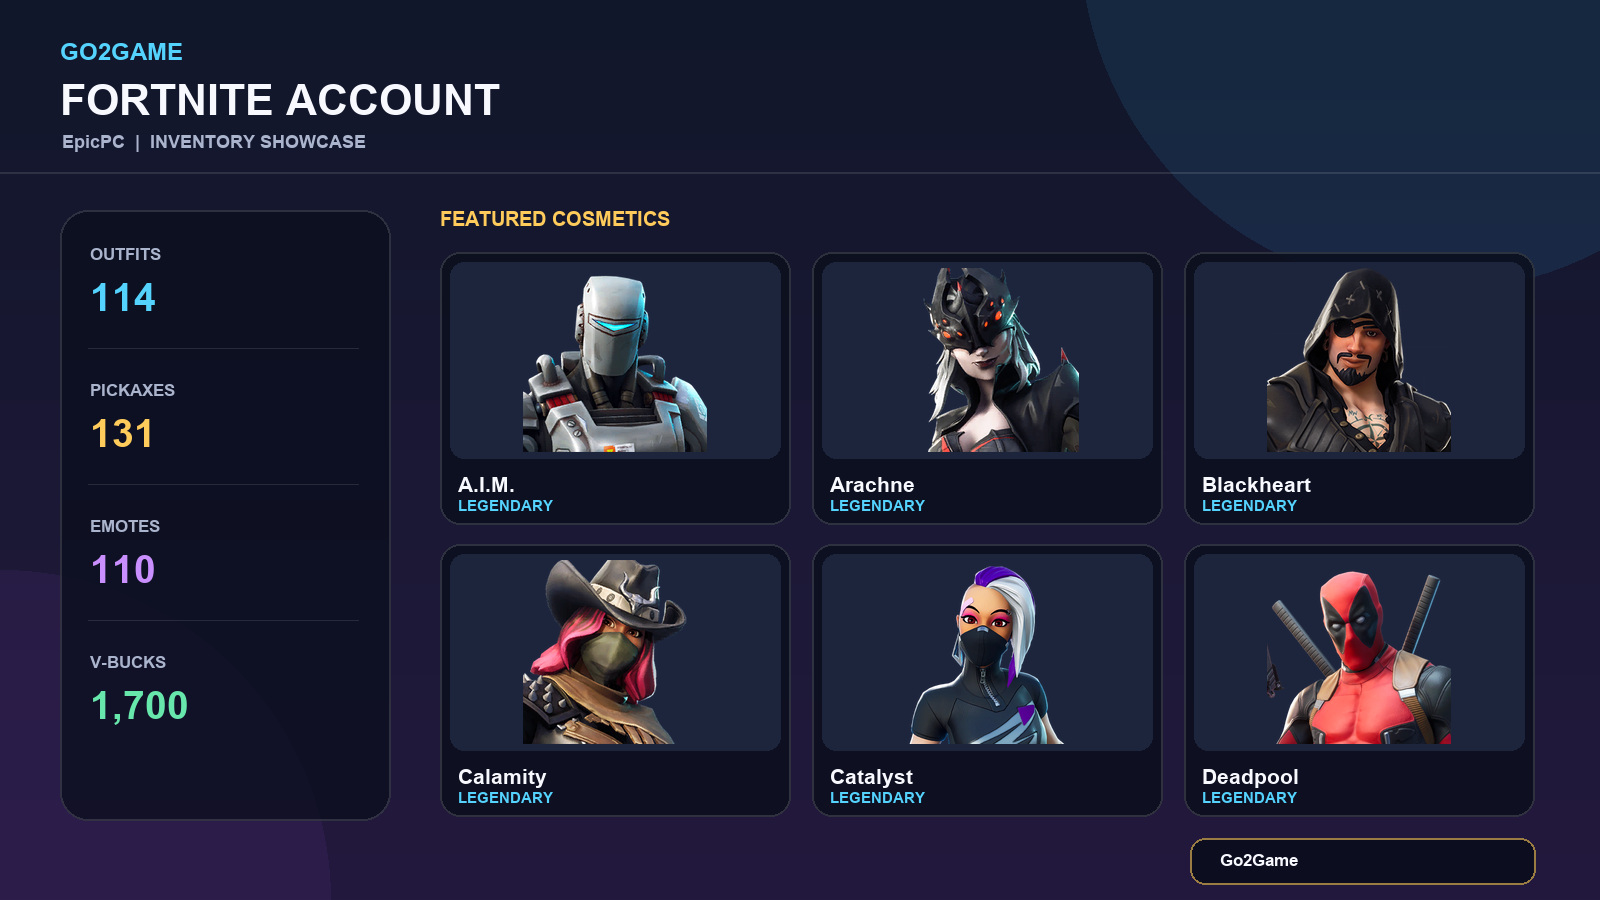 GO2GAME
FORTNITE ACCOUNT
EpicPC | INVENTORY SHOWCASE
OUTFITS
114
PICKAXES
131
EMOTES
110
V-BUCKS
1,700
FEATURED COSMETICS
A.I.M.
LEGENDARY
Arachne
LEGENDARY
Blackheart
LEGENDARY
Calamity
LEGENDARY
Catalyst
LEGENDARY
Deadpool
LEGENDARY
Go2Game